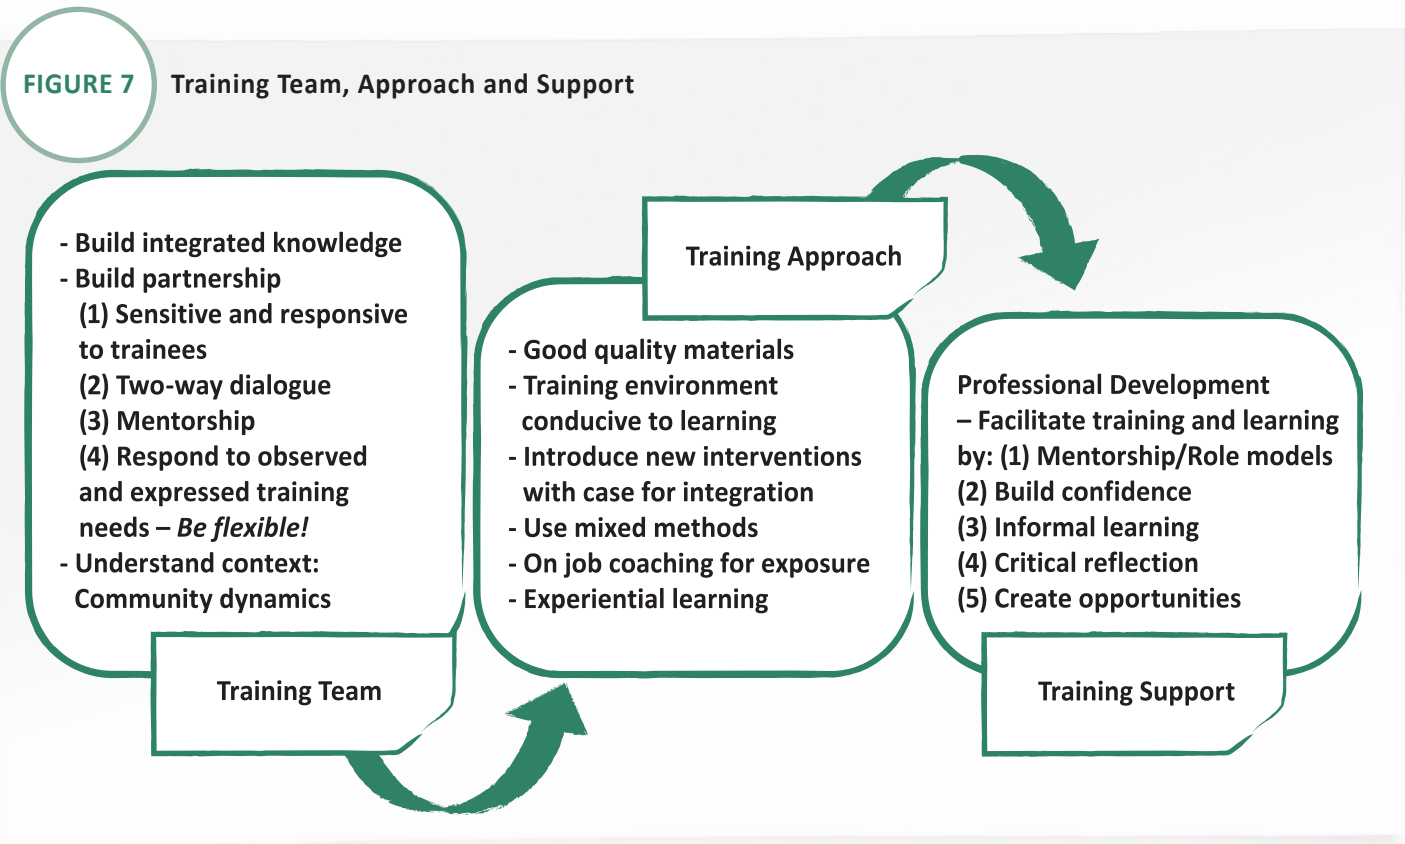 FIGURE 7
Training Team, Approach and Support
- Build integrated knowledge
- Build partnership
(1) Sensitive and responsive
to trainees
(2) Two-way dialogue
(3) Mentorship
(4) Respond to observed
and expressed training
needs – Be flexible!
- Understand context:
Community dynamics
Training Team
Training Approach
- Good quality materials
- Training environment
conducive to learning
- Introduce new interventions
with case for integration
- Use mixed methods
- On job coaching for exposure
- Experiential learning
Professional Development
– Facilitate training and learning
by: (1) Mentorship/Role models
(2) Build confidence
(3) Informal learning
(4) Critical reflection
(5) Create opportunities
Training Support